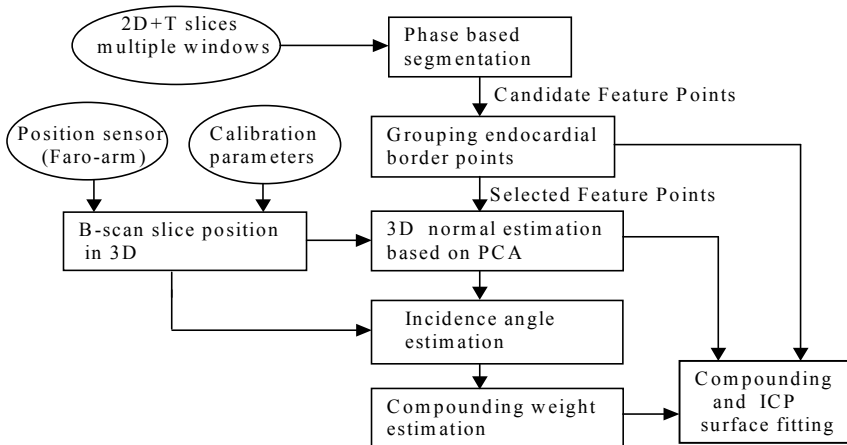 2D+T slices
multiple windows
Phase based
segmentation
Candidate Feature Points
Position sensor
(Faro-arm)
Calibration
parameters
Grouping endocardial
border points
Selected Feature Points
B-scan slice position
in 3D
3D normal estimation
based on PCA
Incidence angle
estimation
Compounding weight
estimation
Compounding
and ICP
surface fitting